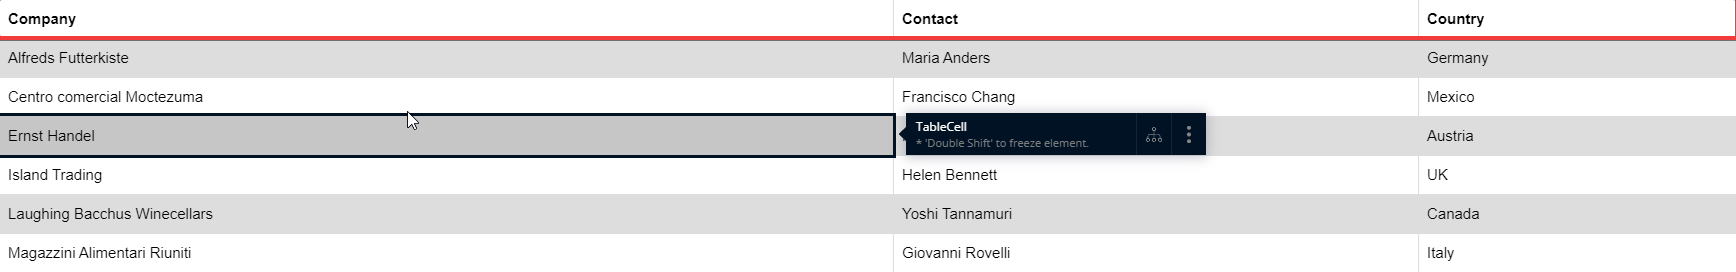 Company Contact Country
Alfreds Futterkiste Maria Anders Germany
Centro comercial Moctezuma Francisco Chang Mexico
Ernst Handel TableCell Austria
* 'Double Shift' to freeze element.
Island Trading Helen Bennett UK
Laughing Bacchus Winecellars Yoshi Tannamuri Canada
Magazzini Alimentari Riuniti Giovanni Rovelli Italy